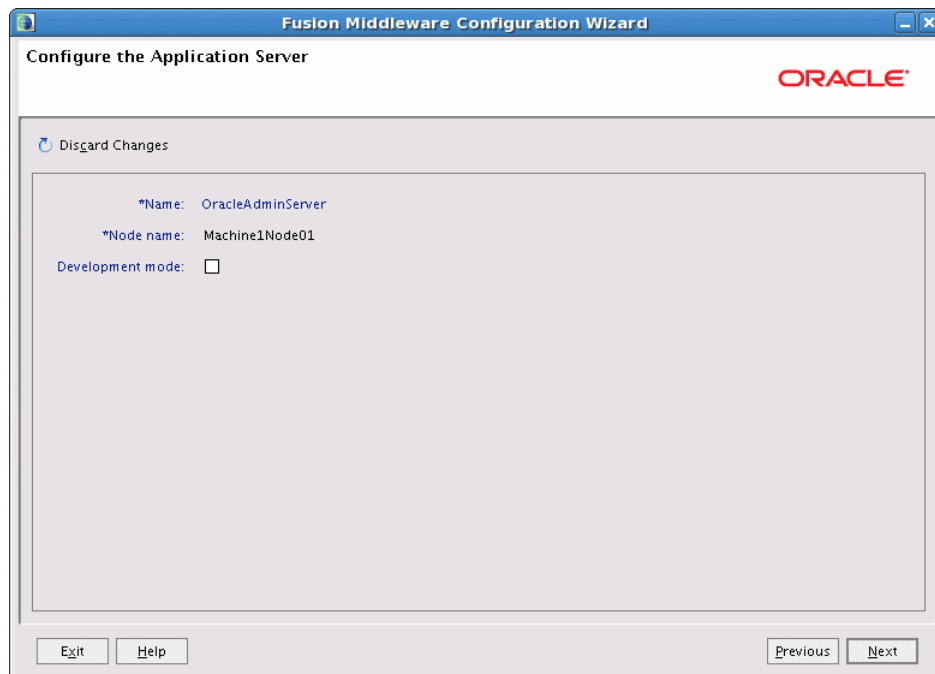 Fusion Middleware Configuration Wizard
Configure the Application Server
ORACLE
Discard Changes
*Name: OracleAdminServer
*Node name: Machine1Node01
Development mode:
Exit Help Previous Next